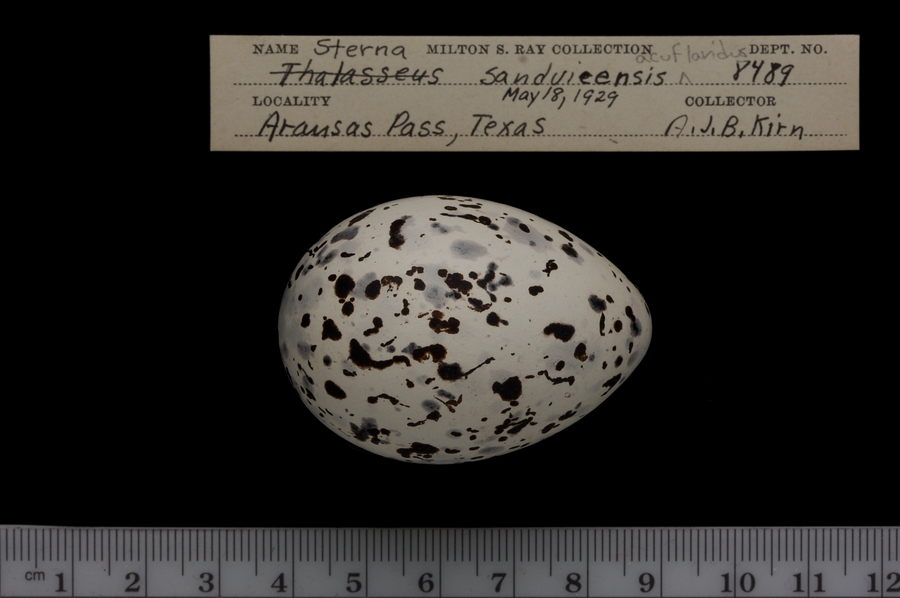 NAME Sterna MILTON S. RAY COLLECTION acuflavidus DEPT. NO.
Thalasseus sandvicensis ^ 8489
LOCALITY May 18, 1929 COLLECTOR
Aransas Pass, Texas A.J.B. Kirn
cm 1 2 3 4 5 6 7 8 9 10 11 12